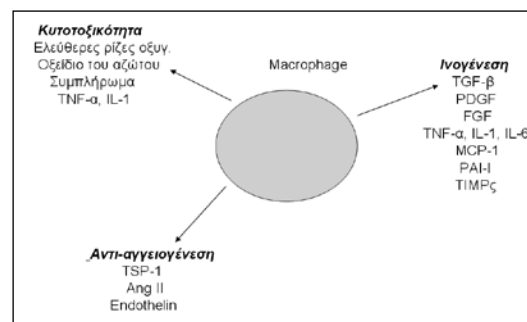 Κυτοτοξικότητα
Ελεύθερες ρίζες οξυγ.
Οξείδιο του αζώτου
Συμπλήρωμα
TNF-α, IL-1
Macrophage
Ινογένεση
TGF-β
PDGF
FGF
TNF-α, IL-1, IL-6
MCP-1
PAI-I
TIMPς
Αντι-αγγειογένεση
TSP-1
Ang II
Endothelin